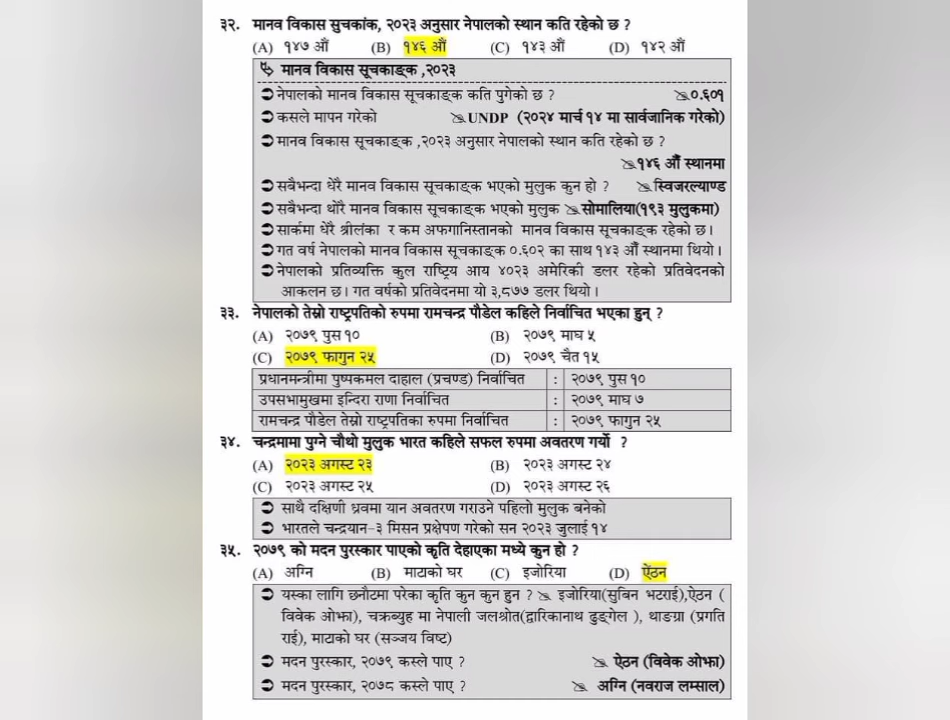 ३२. मानव विकास सुचकांक, २०२३ अनुसार नेपालको स्थान कति रहेको छ ?
(A) १४७ औं (B) १४६ औं (C) १४३ औं (D) १४२ औं
मानव विकास सूचकाङ्क ,२०२३
नेपालको मानव विकास सूचकाङ्क कति पुगेको छ ? ०.६०१
कसले मापन गरेको UNDP (२०२४ मार्च १४ मा सार्वजानिक गरेको)
मानव विकास सूचकाङ्क ,२०२३ अनुसार नेपालको स्थान कति रहेको छ ?
१४६ औं स्थानमा
सबैभन्दा धेरै मानव विकास सूचकाङ्क भएको मुलुक कुन हो ? स्विजरल्याण्ड
सबैभन्दा थोरै मानव विकास सूचकाङ्क भएको मुलुक सोमालिया(१९३ मुलुकमा)
सार्कमा धेरै श्रीलंका र कम अफगानिस्तानको मानव विकास सूचकाङ्क रहेको छ।
गत वर्ष नेपालको मानव विकास सूचकाङ्क ०.६०२ का साथ १४३ औं स्थानमा थियो।
नेपालको प्रतिव्यक्ति कुल राष्ट्रिय आय ४०२३ अमेरिकी डलर रहेको प्रतिवेदनको
आकलन छ। गत वर्षको प्रतिवेदनमा यो ३,८७७ डलर थियो।
३३. नेपालको तेस्रो राष्ट्रपतिको रुपमा रामचन्द्र पौडेल कहिले निर्वाचित भएका हुन् ?
(A) २०७९ पुस १० (B) २०७९ माघ ५
(C) २०७९ फागुन २५ (D) २०७९ चैत १५
प्रधानमन्त्रीमा पुष्पकमल दाहाल (प्रचण्ड) निर्वाचित : २०७९ पुस १०
उपसभामुखमा इन्दिरा राणा निर्वाचित : २०७९ माघ ७
रामचन्द्र पौडेल तेस्रो राष्ट्रपतिका रुपमा निर्वाचित : २०७९ फागुन २५
३४. चन्द्रमामा पुग्ने चौथो मुलुक भारत कहिले सफल रुपमा अवतरण गर्यो ?
(A) २०२३ अगस्ट २३ (B) २०२३ अगस्ट २४
(C) २०२३ अगस्ट २५ (D) २०२३ अगस्ट २६
साथै दक्षिणी ध्रवमा यान अवतरण गराउने पहिलो मुलुक बनेको
भारतले चन्द्रयान-३ मिसन प्रक्षेपण गरेको सन २०२३ जुलाई १४
३५. २०७९ को मदन पुरस्कार पाएको कृति देहाएका मध्ये कुन हो ?
(A) अग्नि (B) माटाको घर (C) इजोरिया (D) ऐंठन
यस्का लागि छनौटमा परेका कृति कुन कुन हुन ? इजोरिया(सुबिन भटराई),ऐठन (
विवेक ओझा), चक्रब्युह मा नेपाली जलश्रोत(द्वारिकानाथ ढुङ्गेल ), थाङग्रा (प्रगति
राई), माटाको घर (सञ्जय विष्ट)
मदन पुरस्कार, २०७९ कस्ले पाए ? ऐठन (विवेक ओझा)
मदन पुरस्कार, २०७८ कस्ले पाए ? अग्नि (नवराज लम्साल)